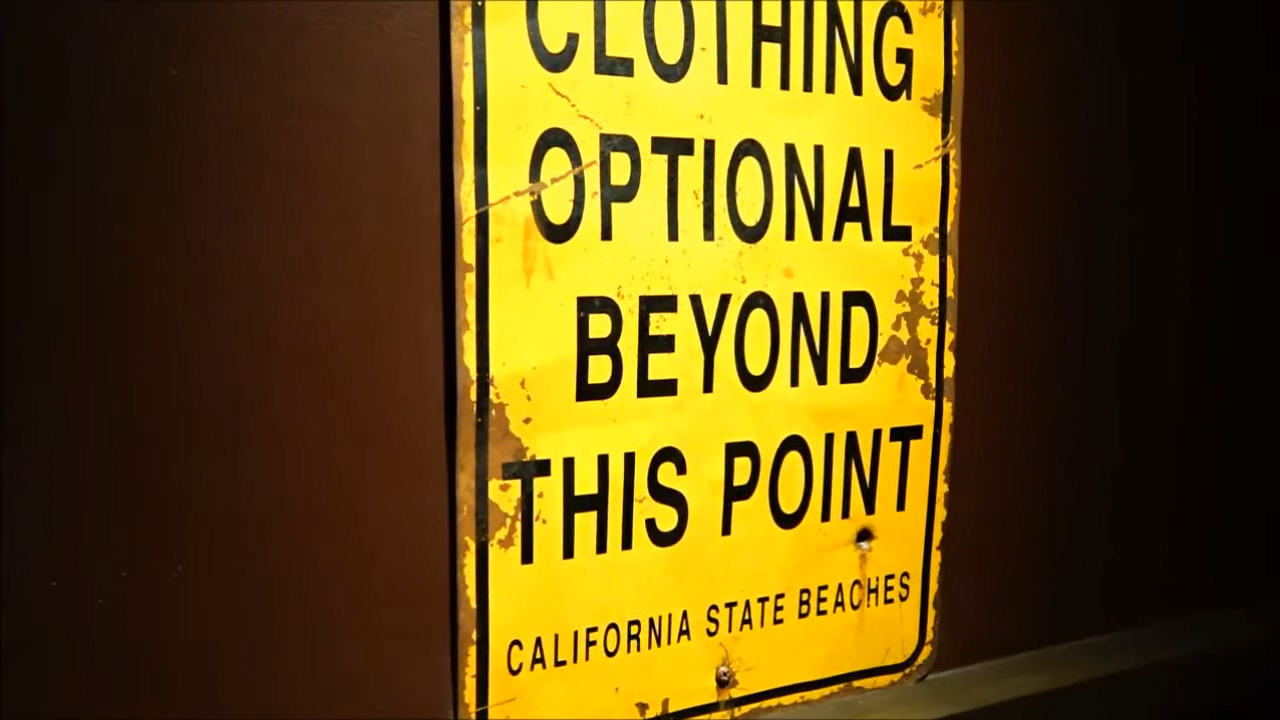 CLOTHING
OPTIONAL
BEYOND
THIS POINT
CALIFORNIA STATE BEACHES